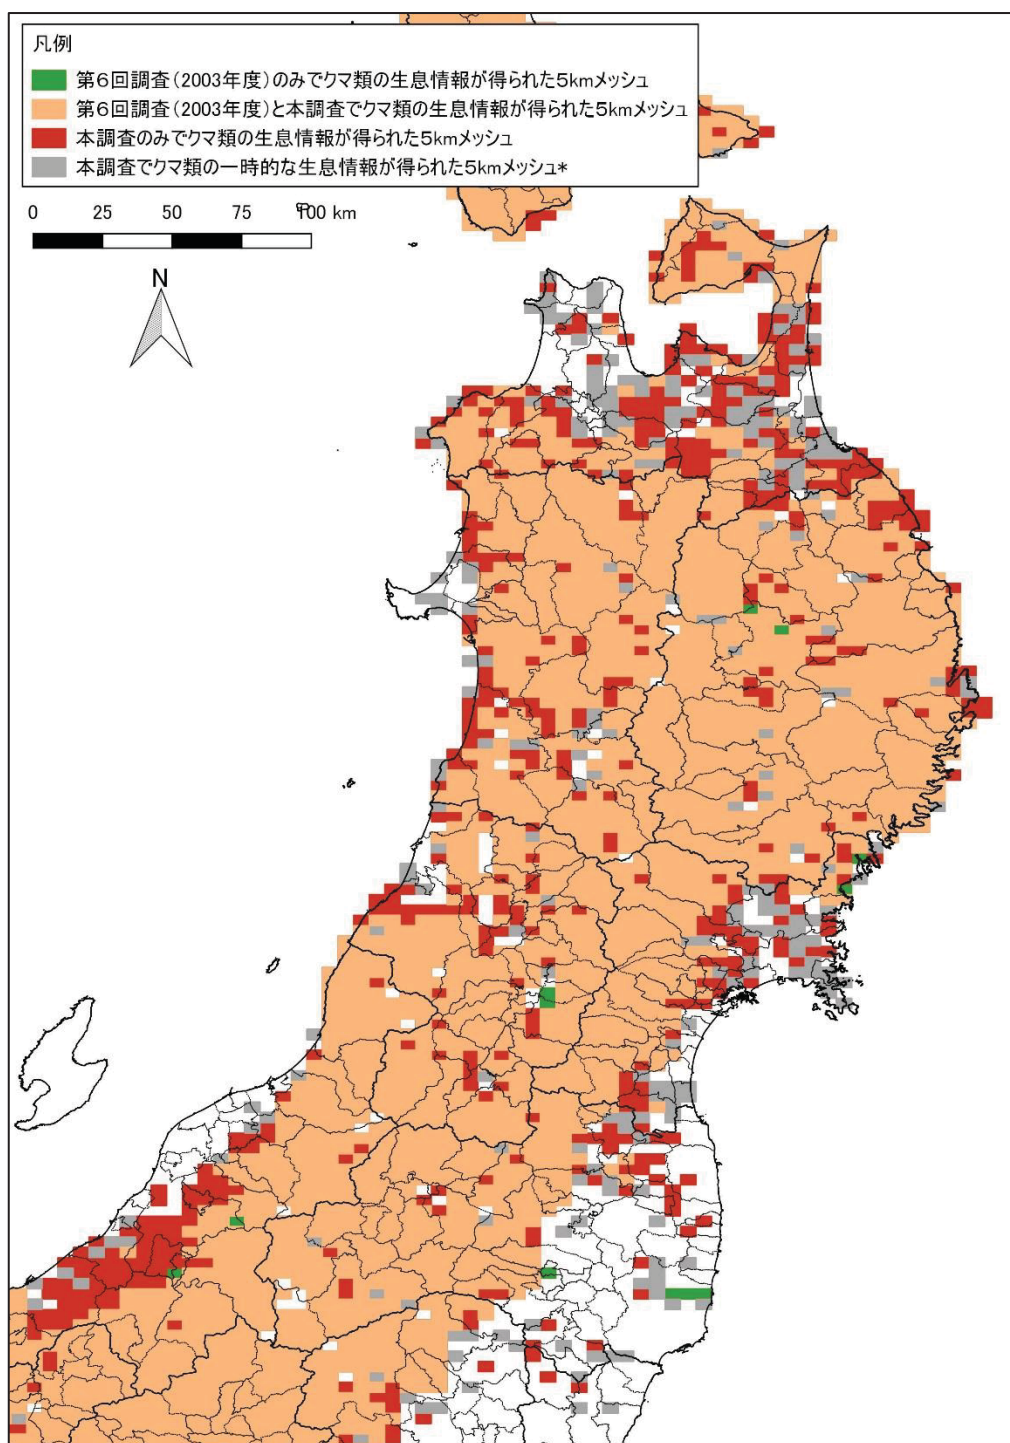 凡例
第6回調査(2003年度)のみでクマ類の生息情報が得られた5kmメッシュ
第6回調査(2003年度)と本調査でクマ類の生息情報が得られた5kmメッシュ
本調査のみでクマ類の生息情報が得られた5kmメッシュ
本調査でクマ類の一時的な生息情報が得られた5kmメッシュ*
0 25 50 75 100 km
N